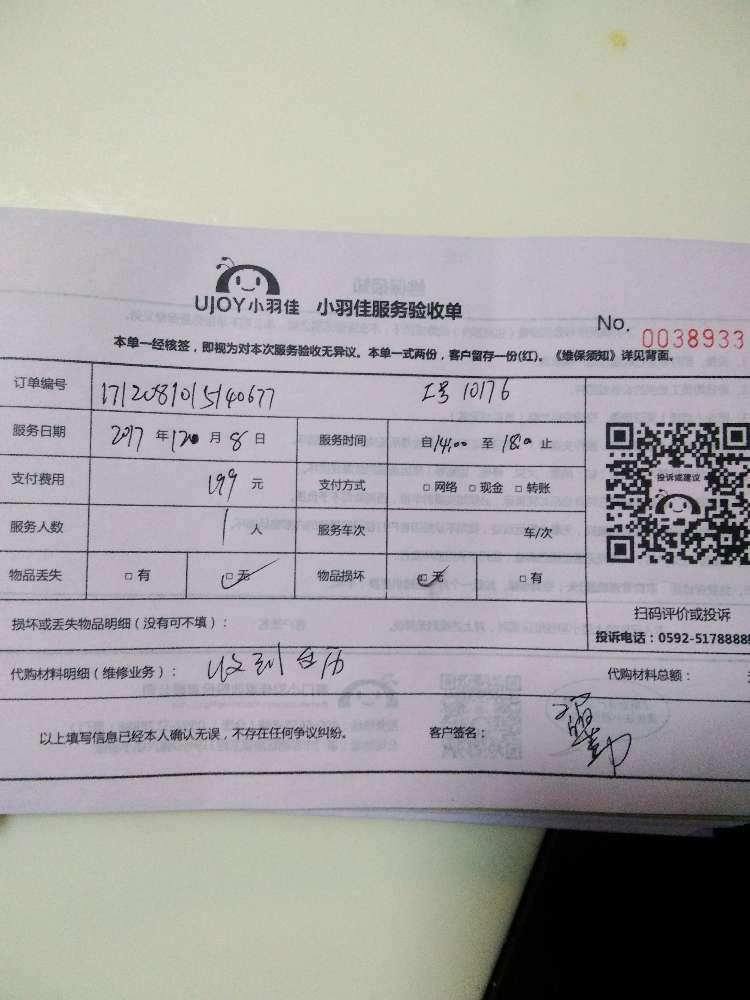 UJOY小羽佳 小羽佳服务验收单
No. 0038933
本单一经核签，即视为对本次服务验收无异议。本单一式两份，客户留存一份(红)。《维保须知》详见背面。
订单编号 1712081015140677 工号 10176
服务日期 2017 年 12 月 8 日 服务时间 自 14:00 至 18:00 止
支付费用 199 元 支付方式 □网络 □现金 □转账
投诉或建议
服务人数 1 人 服务车次 车/次
物品丢失 □有 □无 物品损坏 □无 □有
扫码评价或投诉
损坏或丢失物品明细（没有可不填）：
投诉电话：0592-5178888
代购材料明细（维修业务）： 收到台历
代购材料总额：
以上填写信息已经本人确认无误，不存在任何争议纠纷。 客户签名：